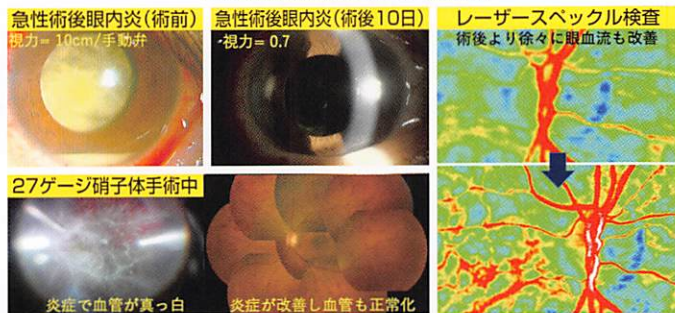 急性術後眼内炎(術前)
視力= 10cm/手動弁
急性術後眼内炎(術後10日)
視力= 0.7
レーザースペックル検査
術後より徐々に眼血流も改善
27ゲージ硝子体手術中
炎症で血管が真っ白
炎症が改善し血管も正常化